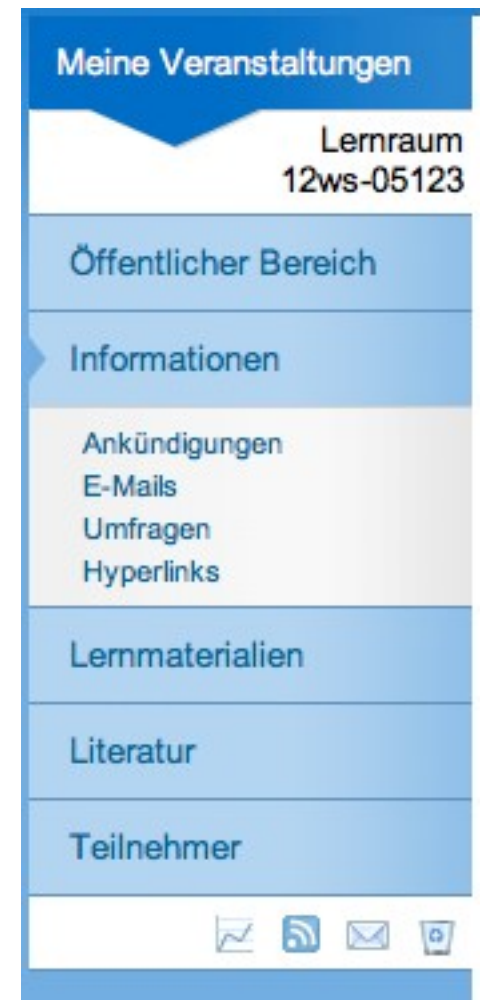 Meine Veranstaltungen
Lernraum
12ws-05123
Öffentlicher Bereich
Informationen
Ankündigungen
E-Mails
Umfragen
Hyperlinks
Lernmaterialien
Literatur
Teilnehmer